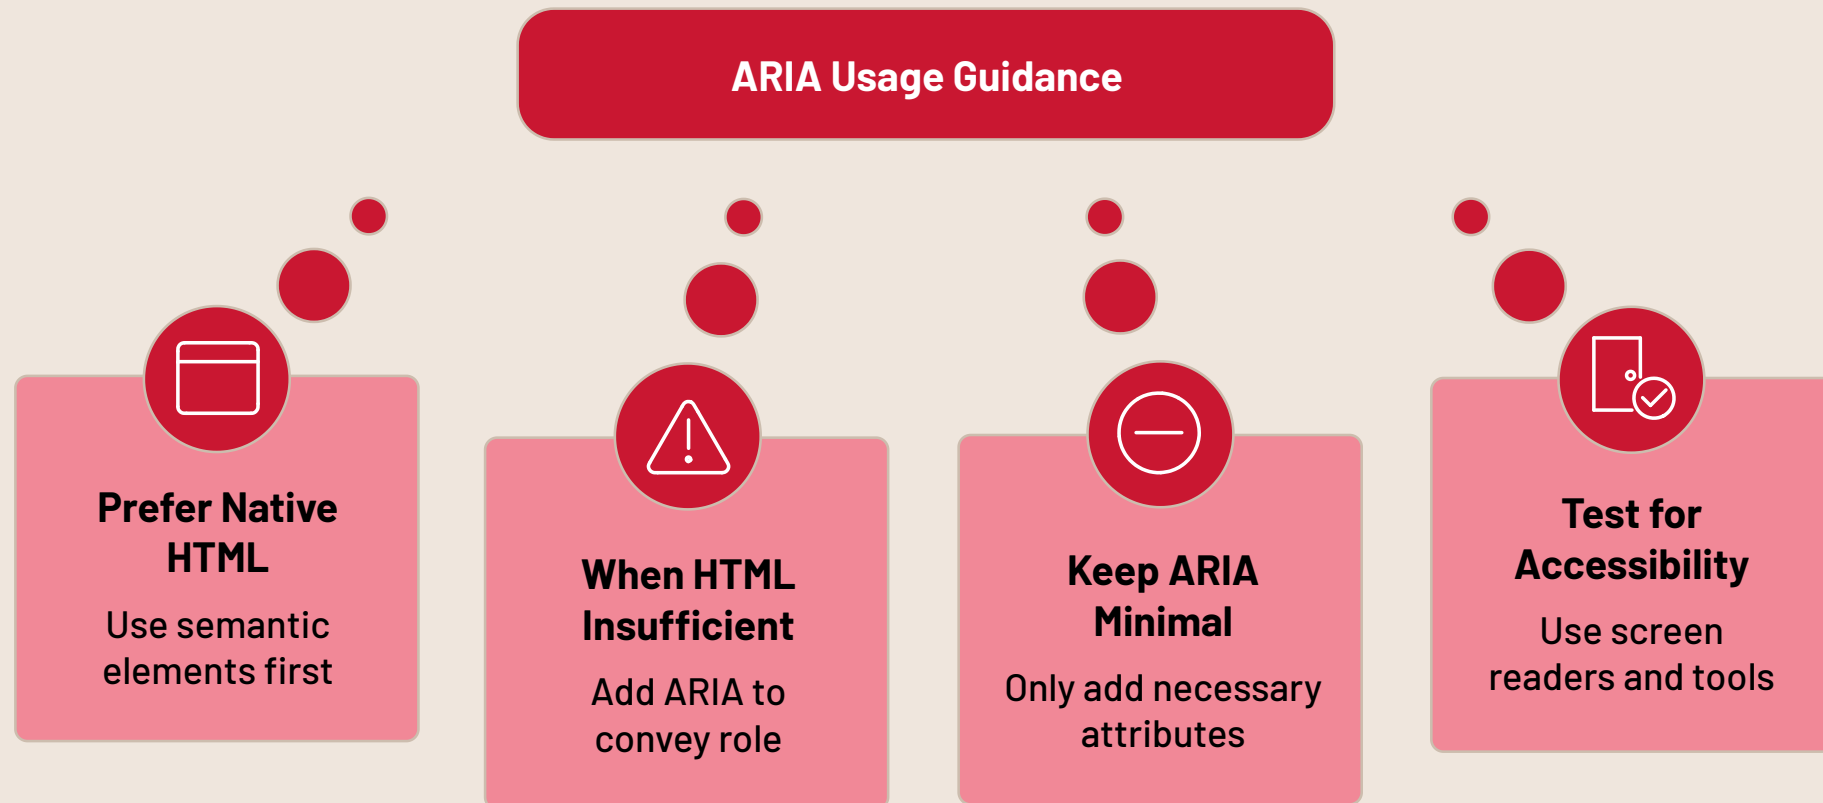 ARIA Usage Guidance
Prefer Native
HTML
Use semantic
elements first
When HTML
Insufficient
Add ARIA to
convey role
Keep ARIA
Minimal
Only add necessary
attributes
Test for
Accessibility
Use screen
readers and tools